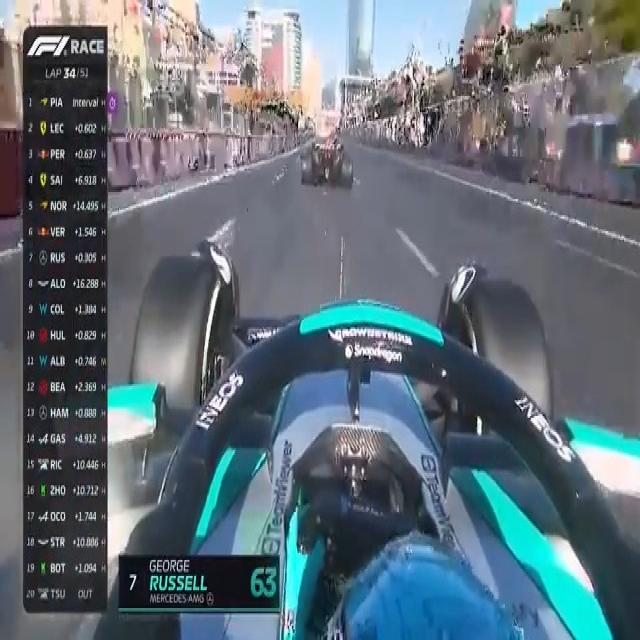 F1 RACE
LAP 34/51
1 PIA Interval H
2 LEC +0.602 H
3 PER +0.637 H
4 SAI +6.918 H
5 NOR +14.495 H
6 VER +1.546 H
7 RUS +0.305 H
8 ALO +16.288 H
9 COL +1.384 H
10 HUL +0.829 H
11 ALB +0.746 M
12 BEA +2.369 H
13 HAM +0.888 H
14 GAS +4.912 H
15 RIC +10.446 H
16 ZHO +10.712 H
17 OCO +1.744 H
18 STR +10.886 H
19 BOT +1.094 H
20 TSU OUT
CROWDSTRIKE
Snapdragon
INEOS
INEOS
TeamViewer
TeamViewer
7 GEORGE
RUSSELL 63
MERCEDES-AMG